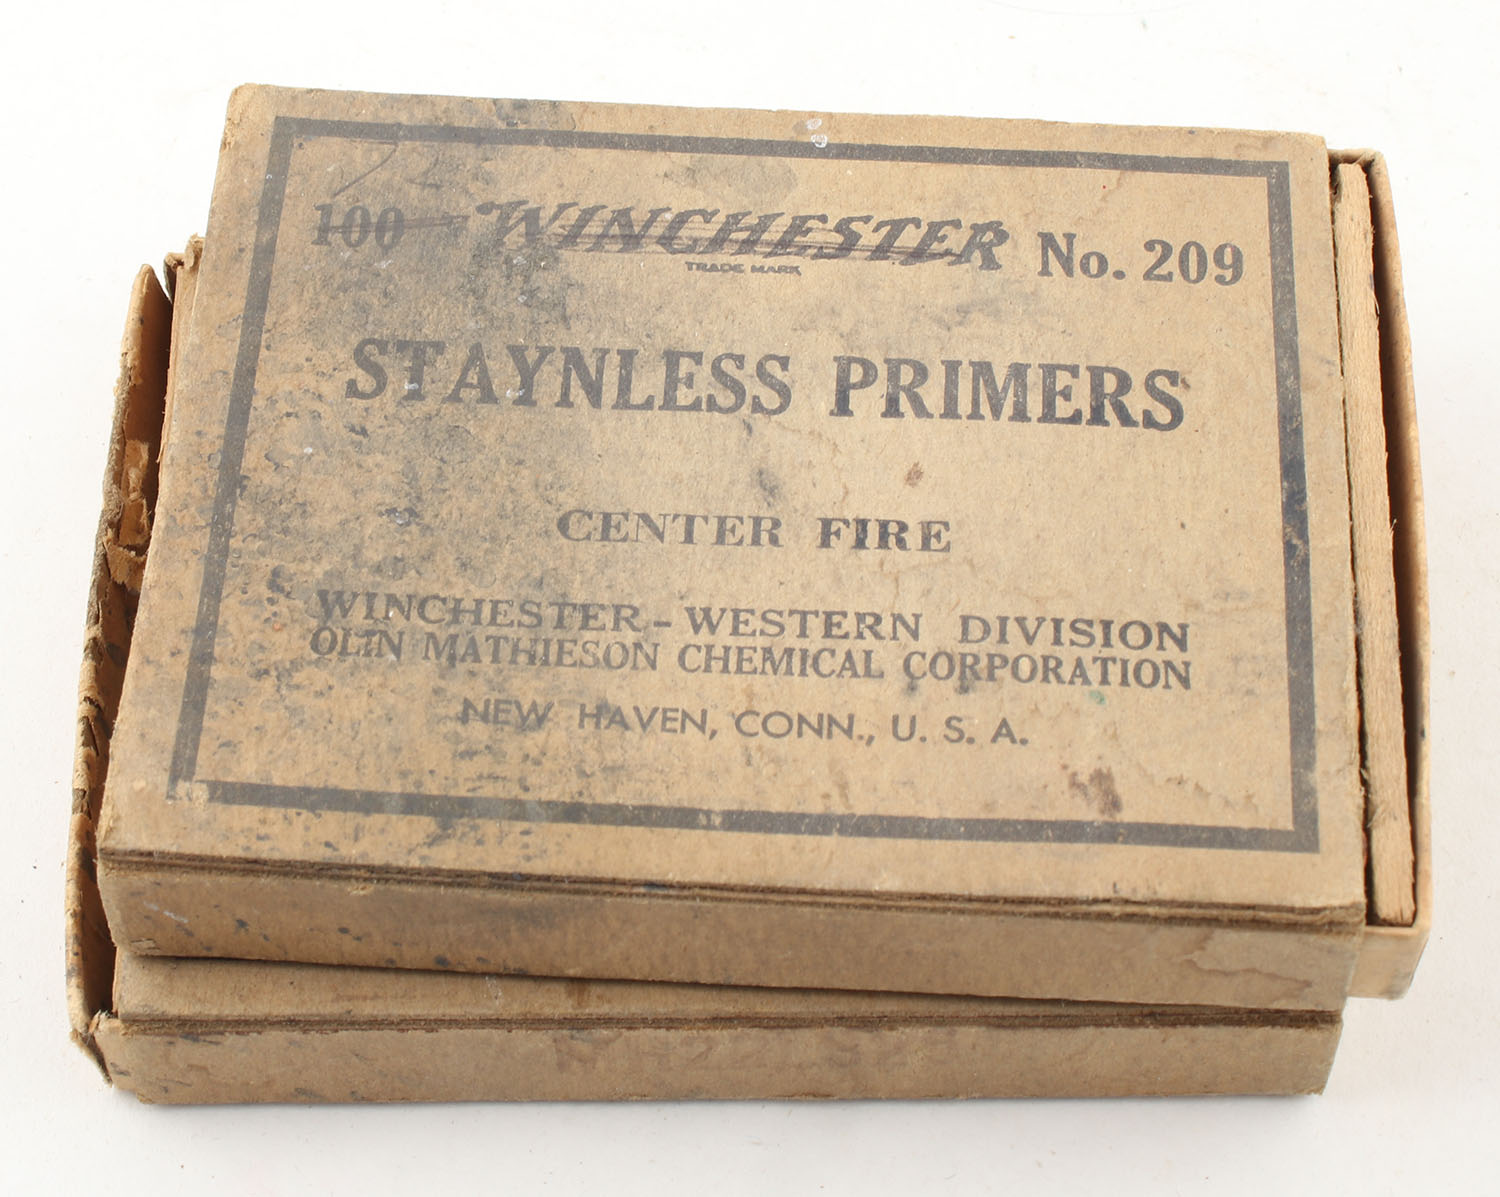 100 WINCHESTER No. 209
TRADE MARK
STAYNLESS PRIMERS
CENTER FIRE
WINCHESTER-WESTERN DIVISION
OLIN MATHIESON CHEMICAL CORPORATION
NEW HAVEN, CONN., U. S. A.